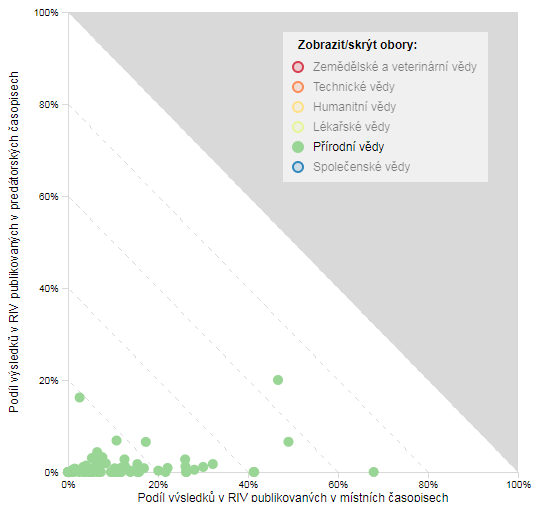 100%
80%
60%
40%
20%
0%
Podíl výsledků v RIV publikovaných v predátorských časopisech
Zobrazit/skrýt obory:
Zemědělské a veterinární vědy
Technické vědy
Humanitní vědy
Lékařské vědy
Přírodní vědy
Společenské vědy
0% 20% 40% 60% 80% 100%
Podíl výsledků v RIV publikovaných v místních časopisech